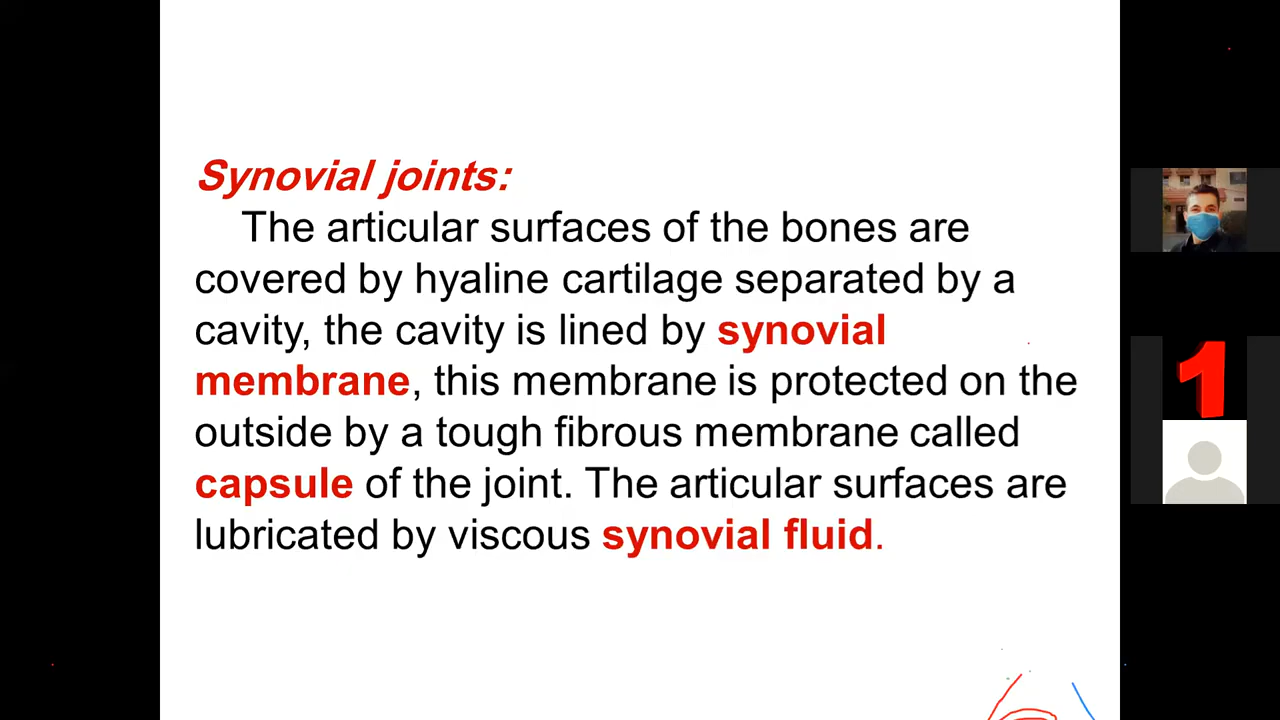 Synovial joints:
The articular surfaces of the bones are
covered by hyaline cartilage separated by a
cavity, the cavity is lined by synovial
membrane, this membrane is protected on the
outside by a tough fibrous membrane called
capsule of the joint. The articular surfaces are
lubricated by viscous synovial fluid.
1